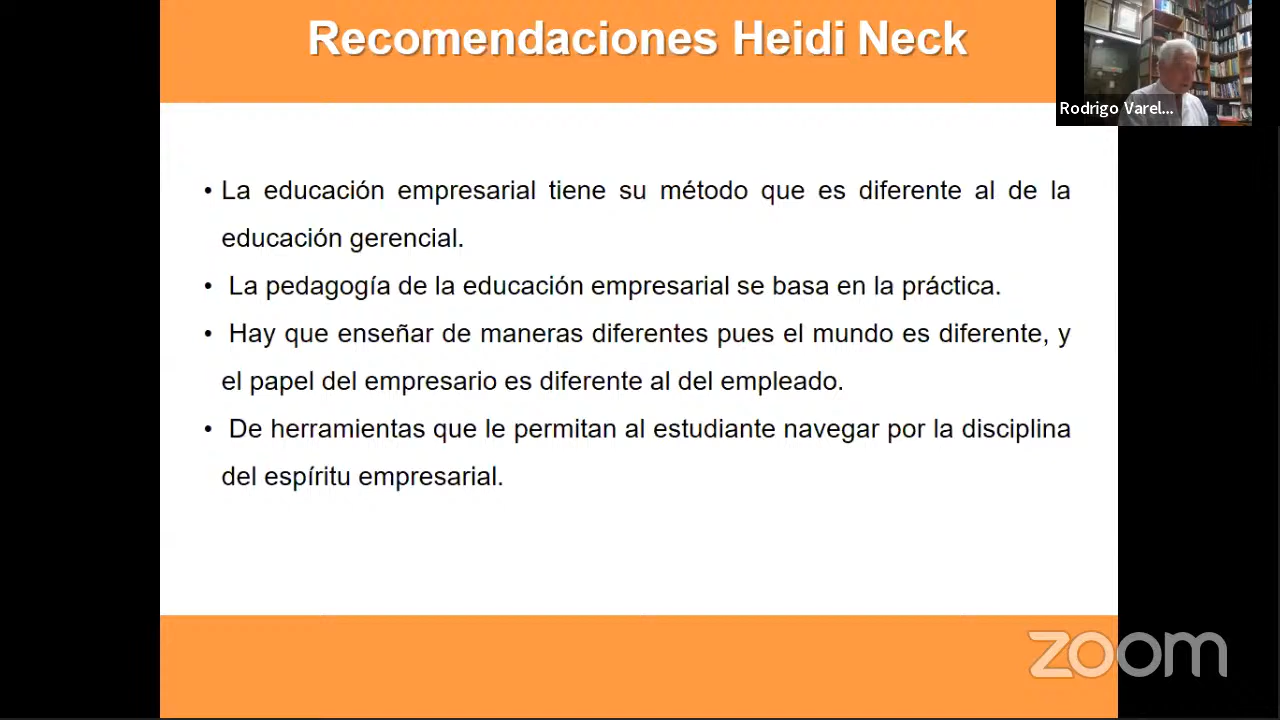 Recomendaciones Heidi Neck
Rodrigo Varel...
• La educación empresarial tiene su método que es diferente al de la
educación gerencial.
• La pedagogía de la educación empresarial se basa en la práctica.
• Hay que enseñar de maneras diferentes pues el mundo es diferente, y
el papel del empresario es diferente al del empleado.
• De herramientas que le permitan al estudiante navegar por la disciplina
del espíritu empresarial.
zoom